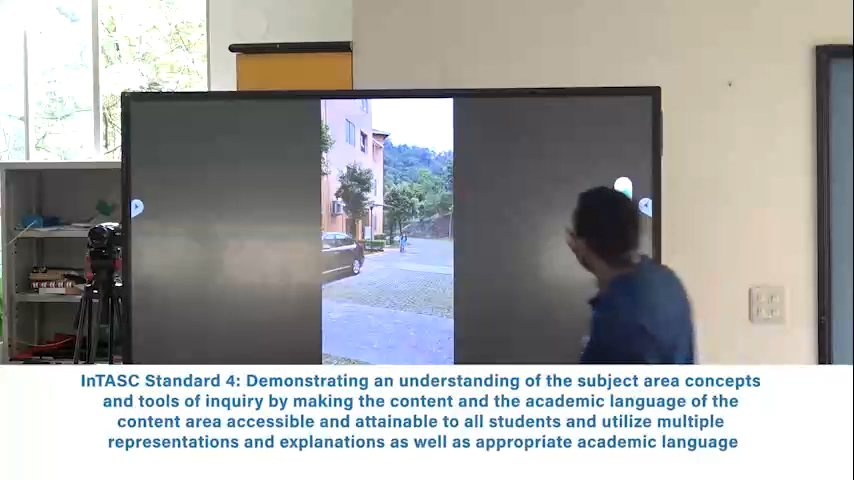 InTASC Standard 4: Demonstrating an understanding of the subject area concepts
and tools of inquiry by making the content and the academic language of the
content area accessible and attainable to all students and utilize multiple
representations and explanations as well as appropriate academic language